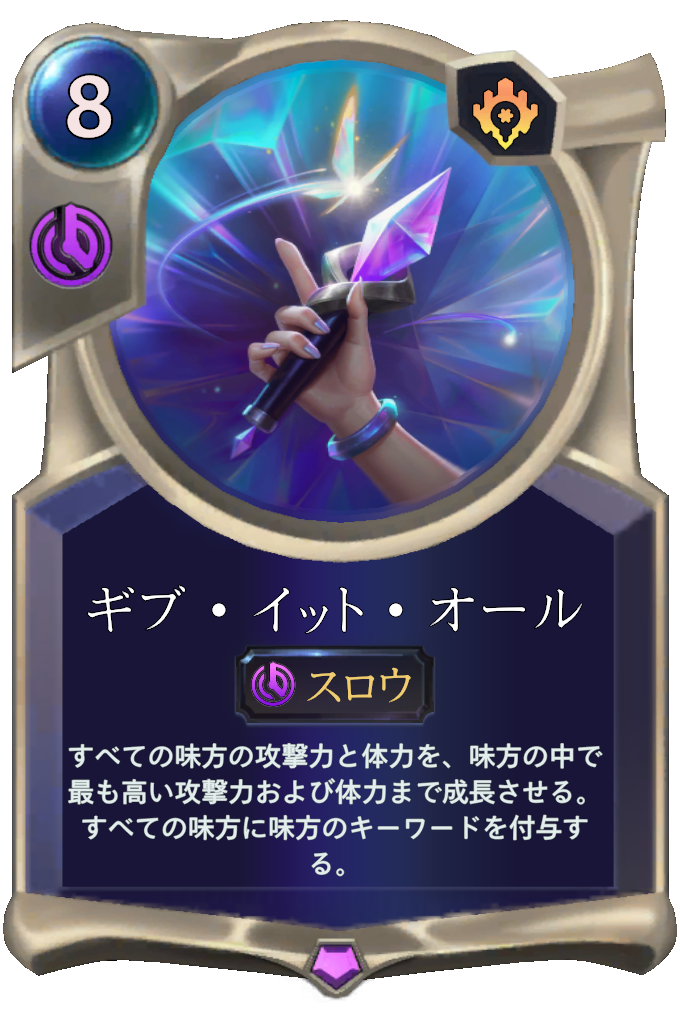 8
ギブ・イット・オール
スロウ
すべての味方の攻撃力と体力を、味方の中で
最も高い攻撃力および体力まで成長させる。
すべての味方に味方のキーワードを付与す
る。